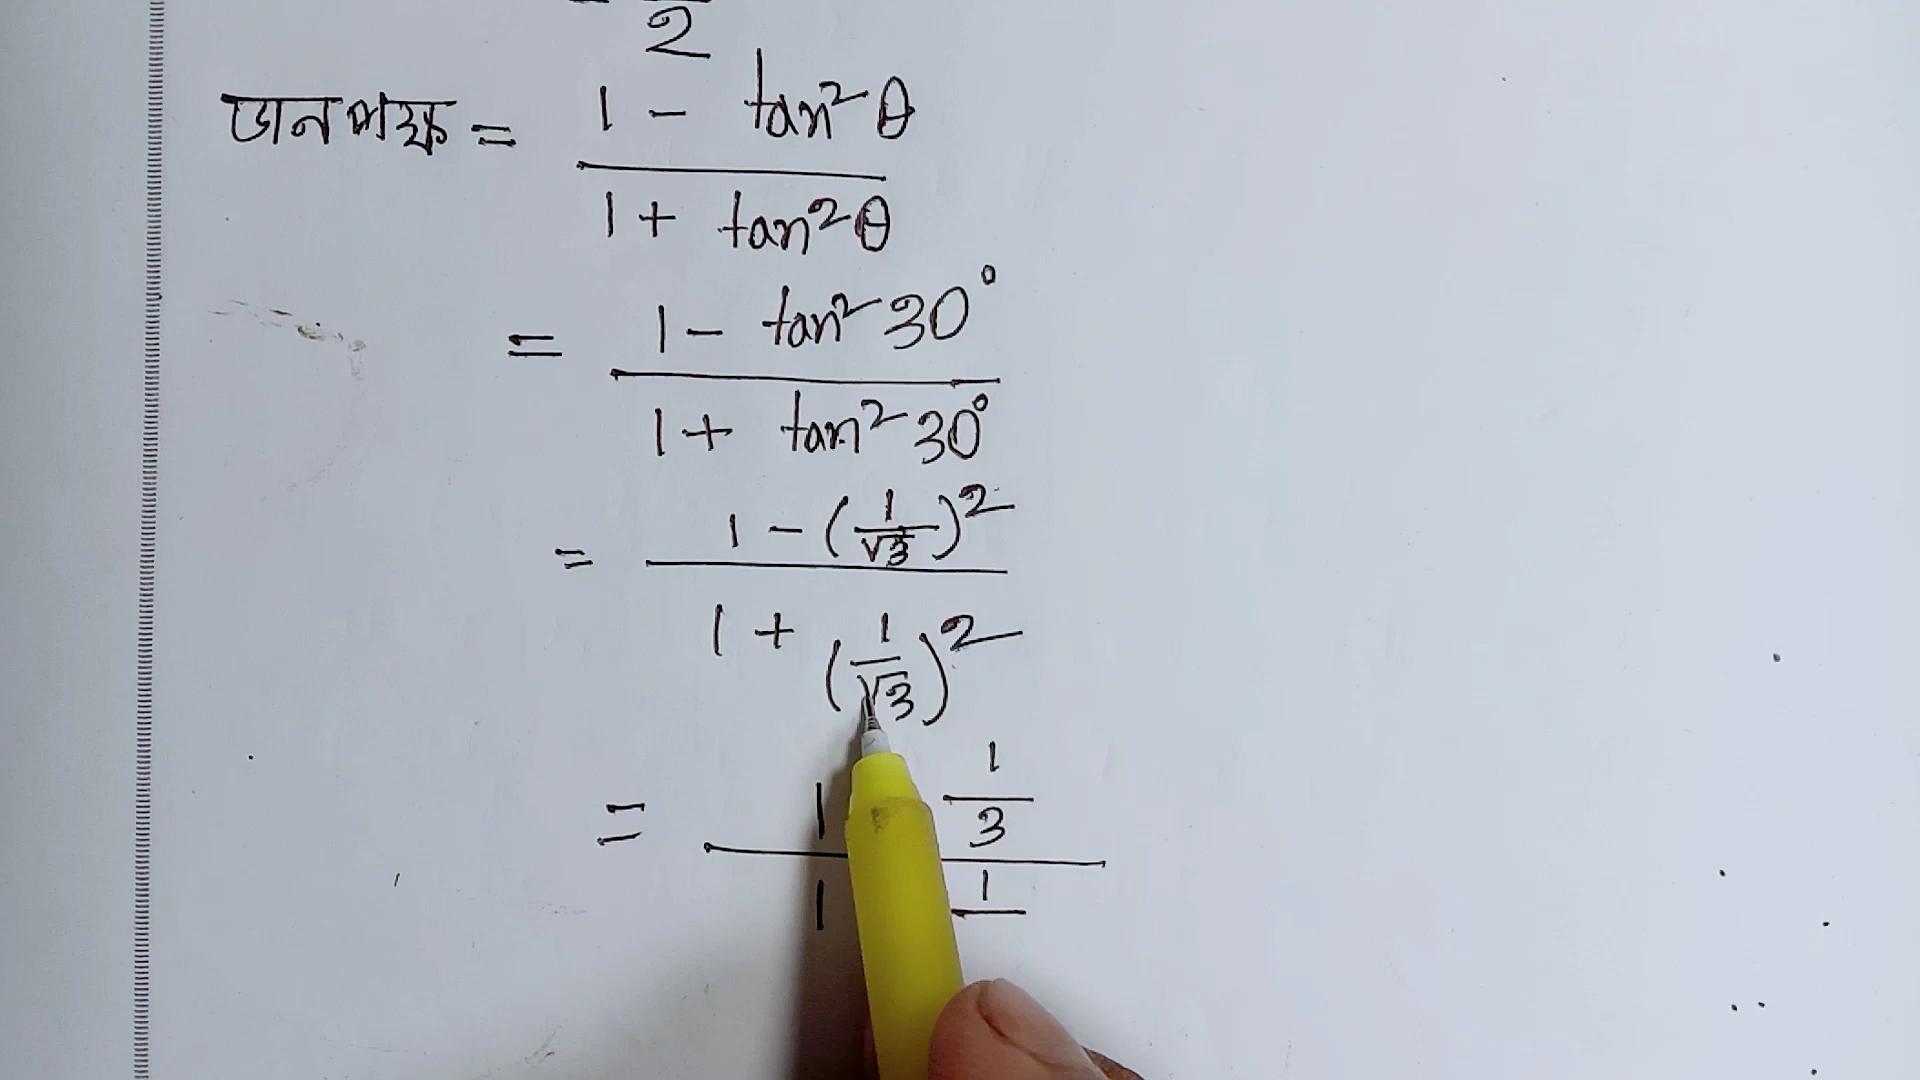 2
ডানপক্ষ = (1 - tan²θ) / (1 + tan²θ)
= (1 - tan²30°) / (1 + tan²30°)
= (1 - (1/√3)²) / (1 + (1/√3)²)
= 1 1/3
1 1